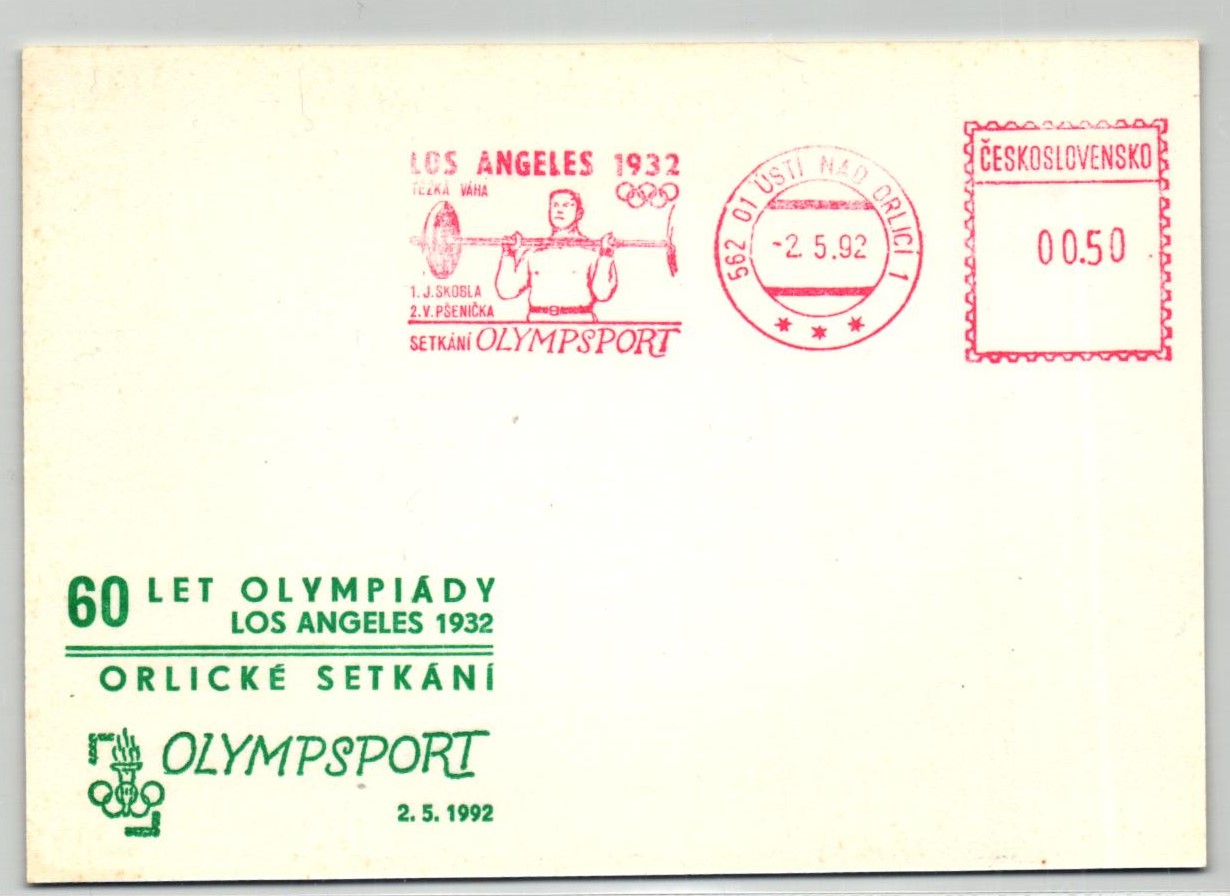 LOS ANGELES 1932
TĚŽKÁ VÁHA
1. J. SKOBLA
2. V. PŠENIČKA
SETKÁNÍ OLYMPSPORT
562 01 ÚSTÍ NAD ORLICÍ 1
-2. 5.92
ČESKOSLOVENSKO
00.50
60 LET OLYMPIÁDY
LOS ANGELES 1932
ORLICKÉ SETKÁNÍ
OLYMPSPORT
2. 5. 1992